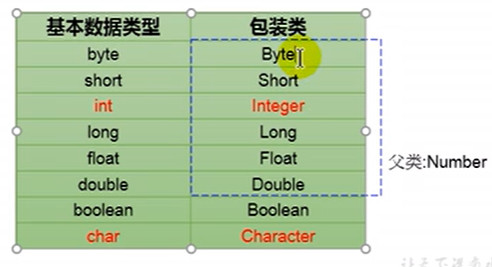 基本数据类型 包装类
byte Byte
short Short
int Integer
long Long
float Float
父类:Number
double Double
boolean Boolean
char Character